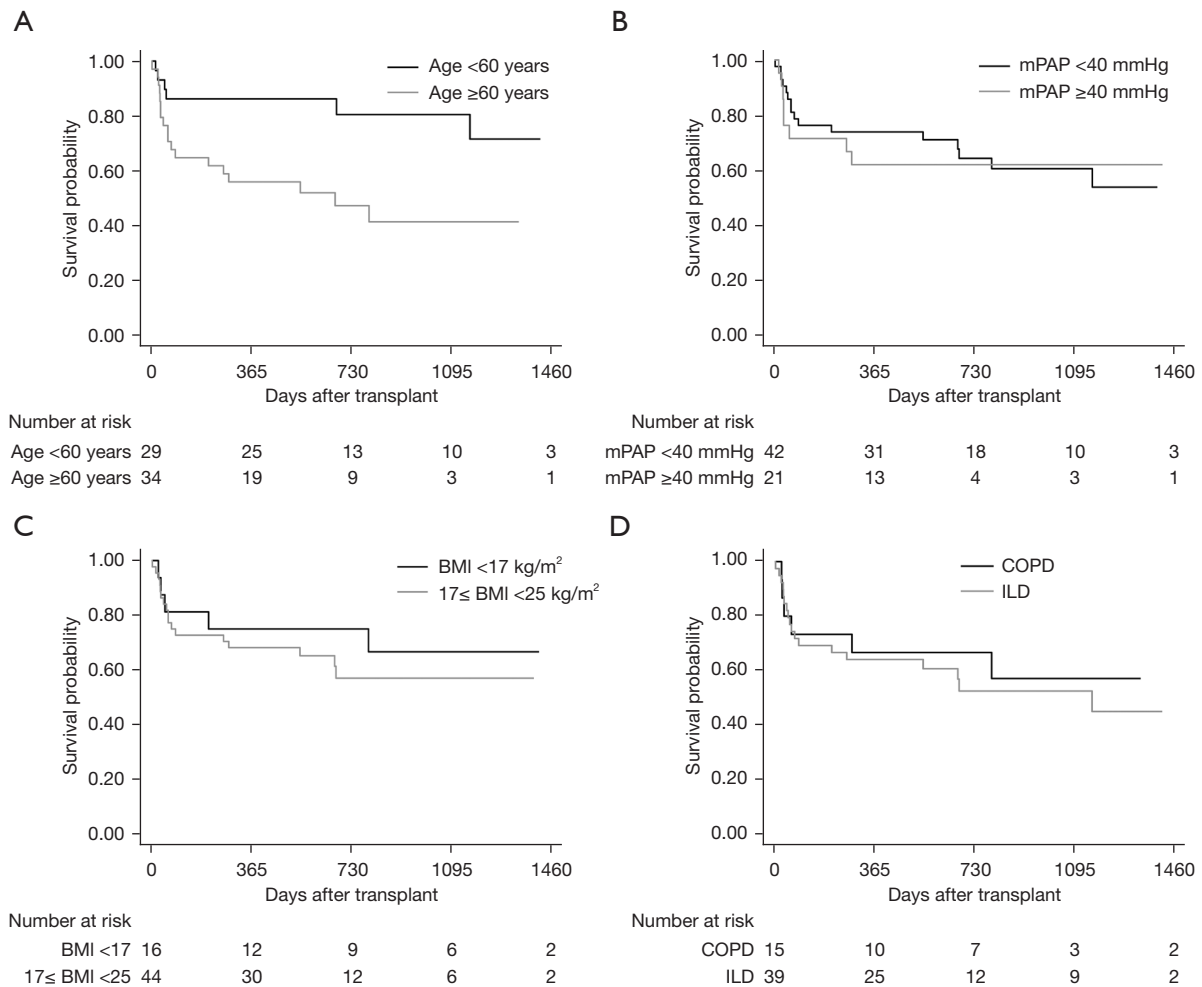 A
Survival probability
1.00
0.80
0.60
0.40
0.20
0.00
Age <60 years
Age ≥60 years
0 365 730 1095 1460
Days after transplant
Number at risk
Age <60 years 29 25 13 10 3
Age ≥60 years 34 19 9 3 1
B
Survival probability
1.00
0.80
0.60
0.40
0.20
0.00
mPAP <40 mmHg
mPAP ≥40 mmHg
0 365 730 1095 1460
Days after transplant
Number at risk
mPAP <40 mmHg 42 31 18 10 3
mPAP ≥40 mmHg 21 13 4 3 1
C
Survival probability
1.00
0.80
0.60
0.40
0.20
0.00
BMI <17 kg/m²
17≤ BMI <25 kg/m²
0 365 730 1095 1460
Days after transplant
Number at risk
BMI <17 16 12 9 6 2
17≤ BMI <25 44 30 12 6 2
D
Survival probability
1.00
0.80
0.60
0.40
0.20
0.00
COPD
ILD
0 365 730 1095 1460
Days after transplant
Number at risk
COPD 15 10 7 3 2
ILD 39 25 12 9 2